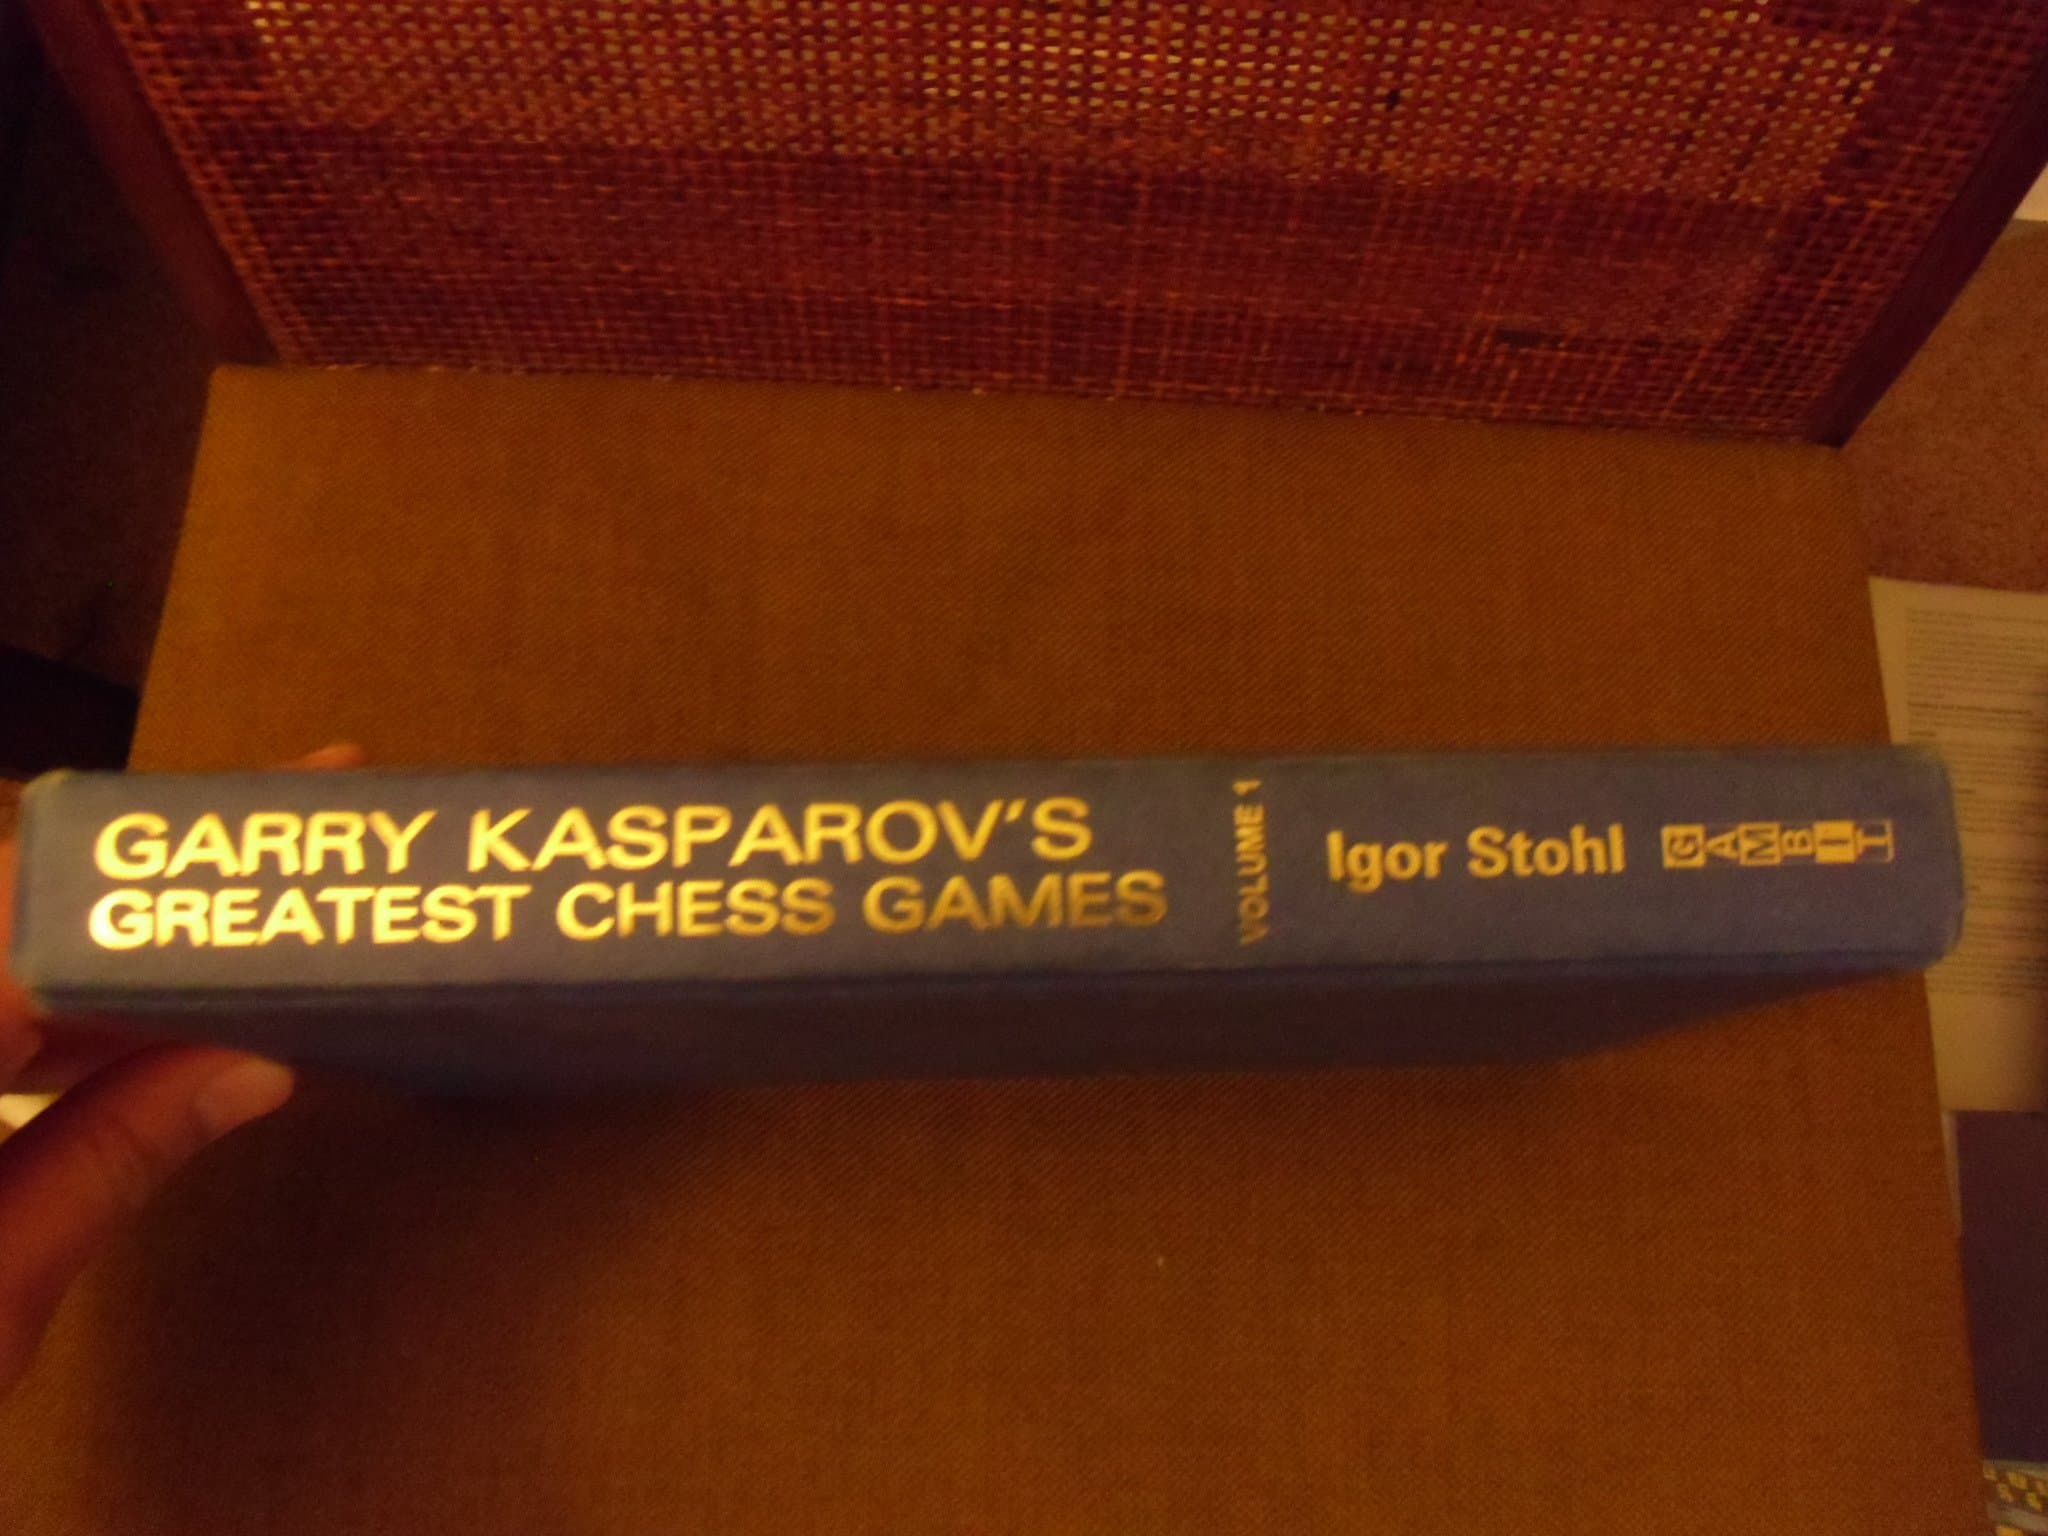 GARRY KASPAROV'S
GREATEST CHESS GAMES
VOLUME 1
Igor Stohl
GAMBIT